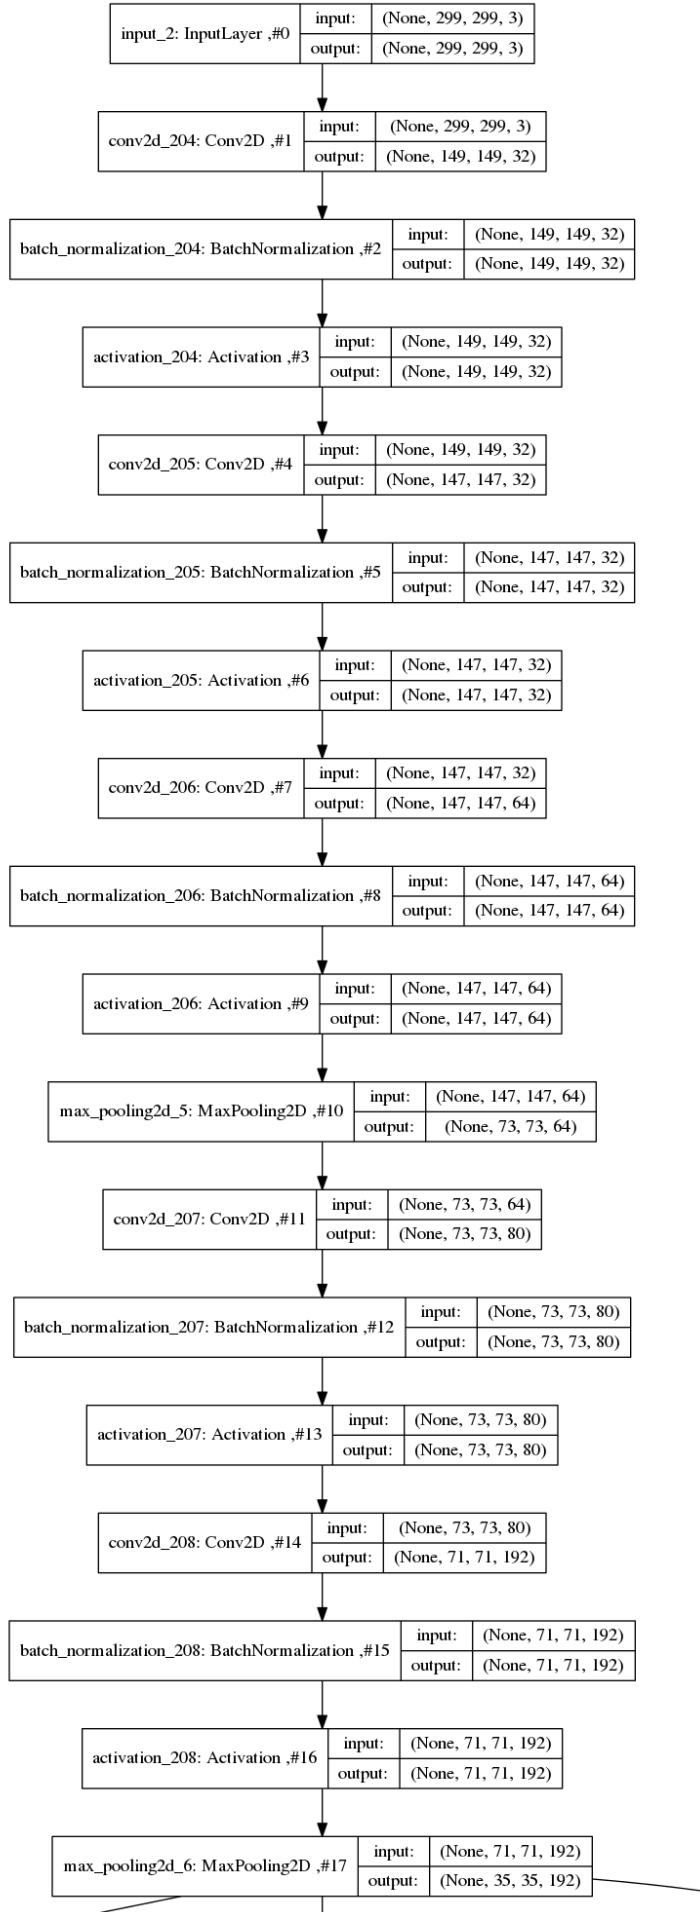 input_2: InputLayer ,#0
input: (None, 299, 299, 3)
output: (None, 299, 299, 3)
conv2d_204: Conv2D ,#1
input: (None, 299, 299, 3)
output: (None, 149, 149, 32)
batch_normalization_204: BatchNormalization ,#2
input: (None, 149, 149, 32)
output: (None, 149, 149, 32)
activation_204: Activation ,#3
input: (None, 149, 149, 32)
output: (None, 149, 149, 32)
conv2d_205: Conv2D ,#4
input: (None, 149, 149, 32)
output: (None, 147, 147, 32)
batch_normalization_205: BatchNormalization ,#5
input: (None, 147, 147, 32)
output: (None, 147, 147, 32)
activation_205: Activation ,#6
input: (None, 147, 147, 32)
output: (None, 147, 147, 32)
conv2d_206: Conv2D ,#7
input: (None, 147, 147, 32)
output: (None, 147, 147, 64)
batch_normalization_206: BatchNormalization ,#8
input: (None, 147, 147, 64)
output: (None, 147, 147, 64)
activation_206: Activation ,#9
input: (None, 147, 147, 64)
output: (None, 147, 147, 64)
max_pooling2d_5: MaxPooling2D ,#10
input: (None, 147, 147, 64)
output: (None, 73, 73, 64)
conv2d_207: Conv2D ,#11
input: (None, 73, 73, 64)
output: (None, 73, 73, 80)
batch_normalization_207: BatchNormalization ,#12
input: (None, 73, 73, 80)
output: (None, 73, 73, 80)
activation_207: Activation ,#13
input: (None, 73, 73, 80)
output: (None, 73, 73, 80)
conv2d_208: Conv2D ,#14
input: (None, 73, 73, 80)
output: (None, 71, 71, 192)
batch_normalization_208: BatchNormalization ,#15
input: (None, 71, 71, 192)
output: (None, 71, 71, 192)
activation_208: Activation ,#16
input: (None, 71, 71, 192)
output: (None, 71, 71, 192)
max_pooling2d_6: MaxPooling2D ,#17
input: (None, 71, 71, 192)
output: (None, 35, 35, 192)